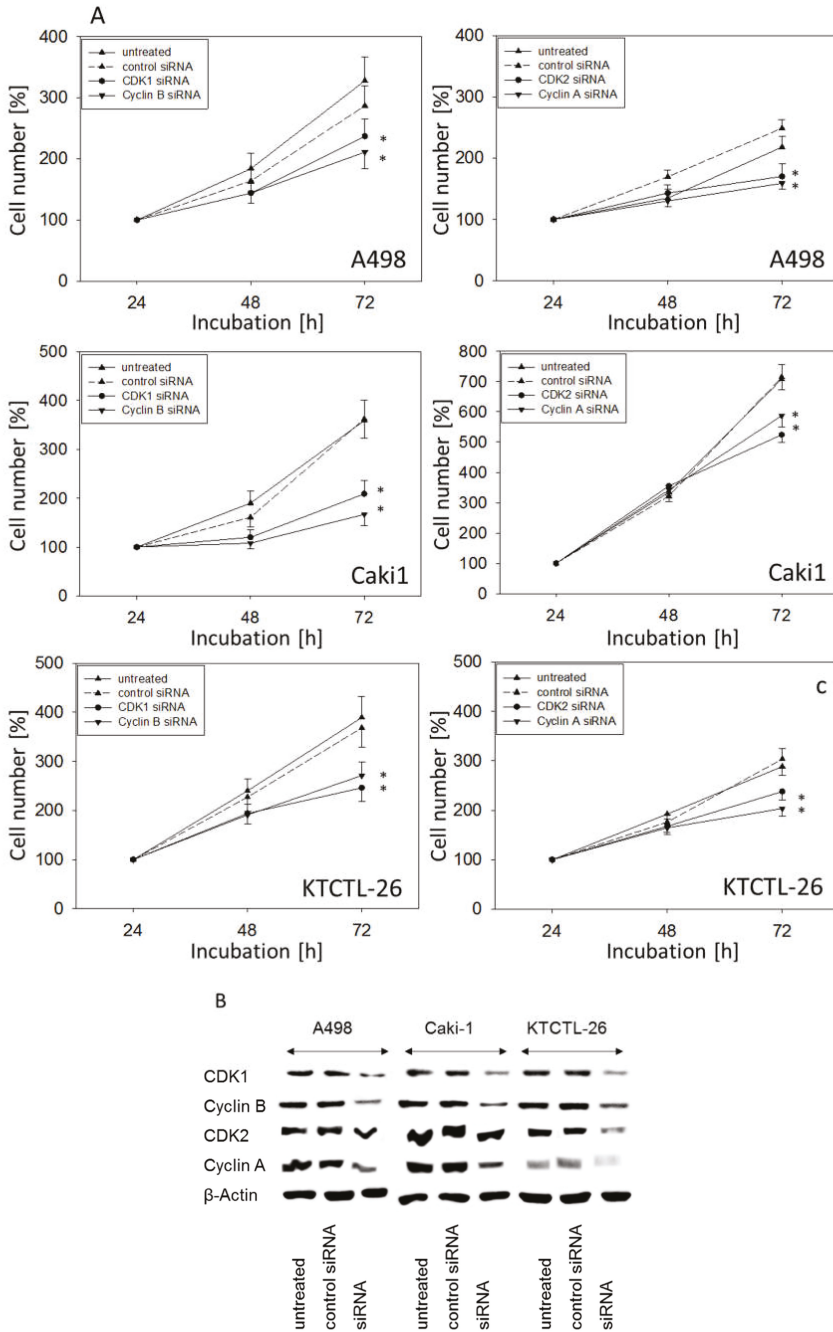 A
Cell number [%]
400
300
200
100
0
untreated
control siRNA
CDK1 siRNA
Cyclin B siRNA
*
*
A498
24 48 72
Incubation [h]
Cell number [%]
400
300
200
100
0
untreated
control siRNA
CDK2 siRNA
Cyclin A siRNA
*
*
A498
24 48 72
Incubation [h]
Cell number [%]
500
400
300
200
100
0
untreated
control siRNA
CDK1 siRNA
Cyclin B siRNA
*
*
Caki1
24 48 72
Incubation [h]
Cell number [%]
800
700
600
500
400
300
200
100
0
untreated
control siRNA
CDK2 siRNA
Cyclin A siRNA
*
*
Caki1
24 48 72
Incubation [h]
Cell number [%]
500
400
300
200
100
0
untreated
control siRNA
CDK1 siRNA
Cyclin B siRNA
*
*
KTCTL-26
24 48 72
Incubation [h]
Cell number [%]
500
400
300
200
100
0
untreated
control siRNA
CDK2 siRNA
Cyclin A siRNA
c
*
*
KTCTL-26
24 48 72
Incubation [h]
B
A498 Caki-1 KTCTL-26
CDK1
Cyclin B
CDK2
Cyclin A
β-Actin
untreated
control siRNA
siRNA
untreated
control siRNA
siRNA
untreated
control siRNA
siRNA